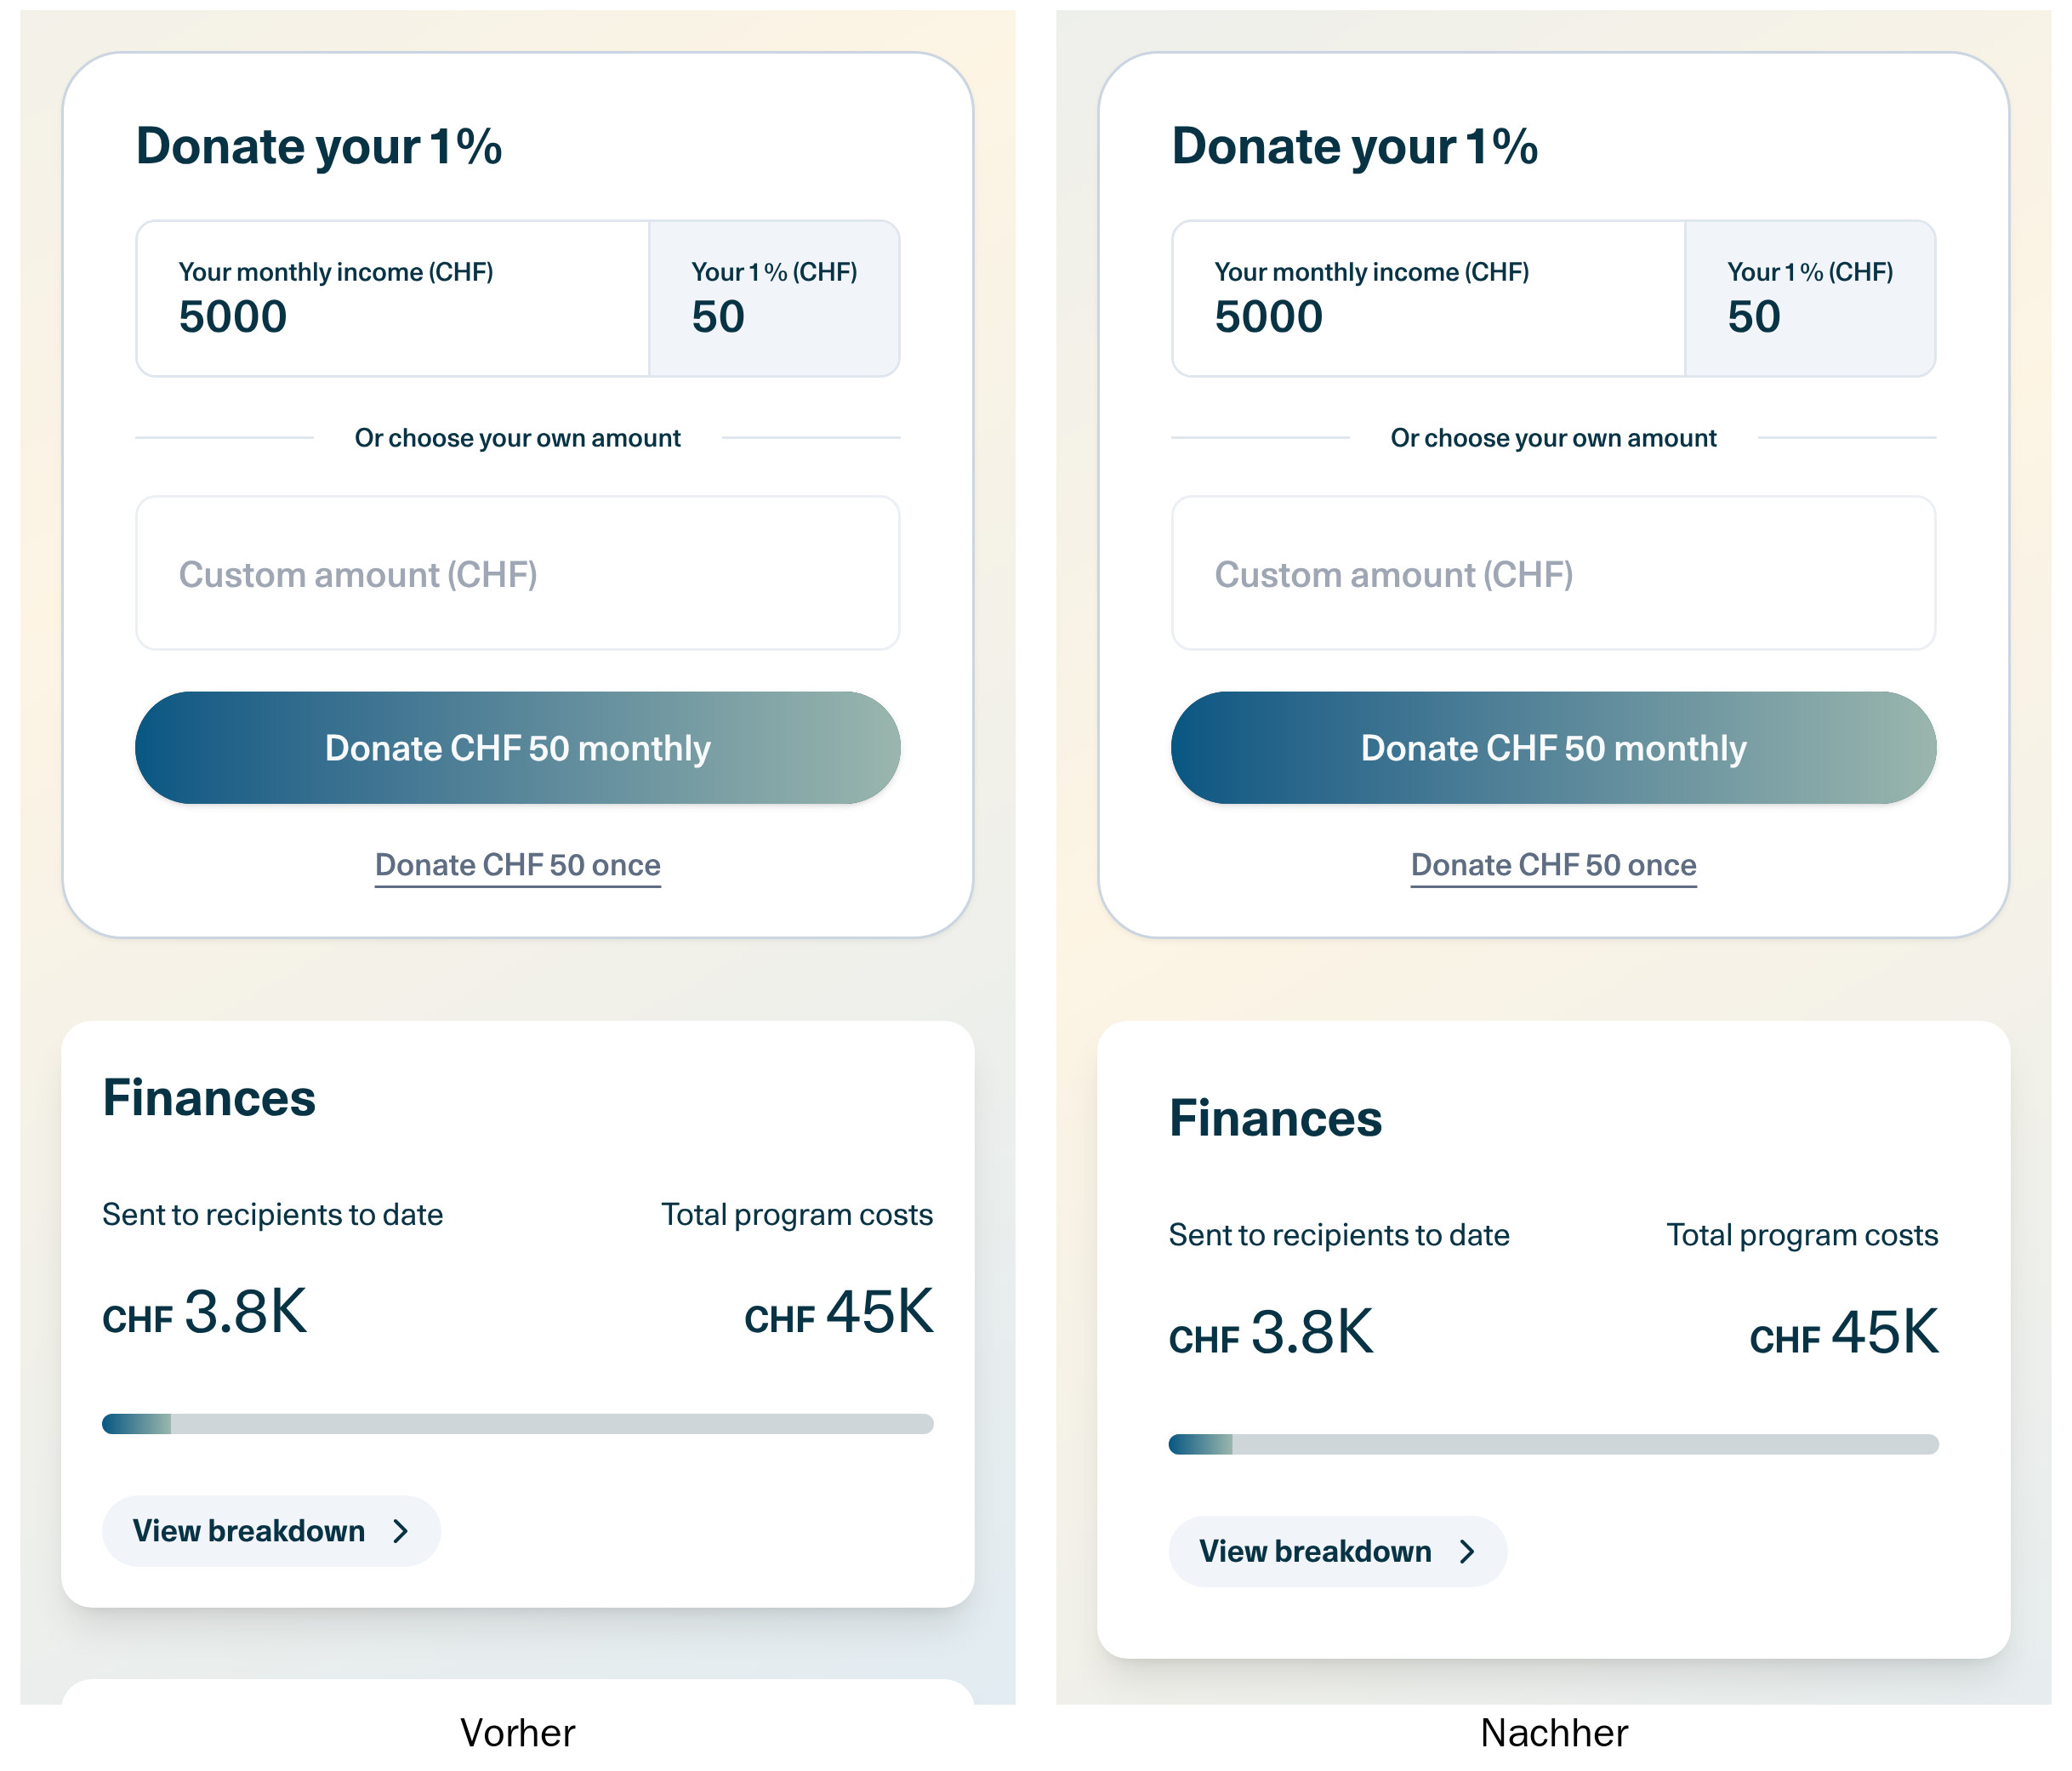 Donate your 1%
Your monthly income (CHF)
5000
Your 1% (CHF)
50
Or choose your own amount
Custom amount (CHF)
Donate CHF 50 monthly
Donate CHF 50 once
Finances
Sent to recipients to date
CHF 3.8K
Total program costs
CHF 45K
View breakdown
Vorher
Donate your 1%
Your monthly income (CHF)
5000
Your 1% (CHF)
50
Or choose your own amount
Custom amount (CHF)
Donate CHF 50 monthly
Donate CHF 50 once
Finances
Sent to recipients to date
CHF 3.8K
Total program costs
CHF 45K
View breakdown
Nachher